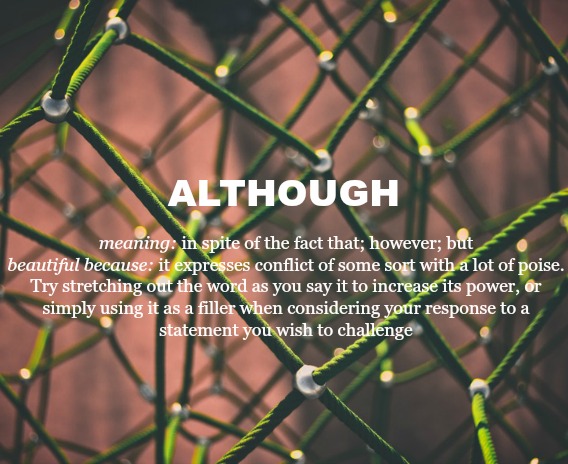 ALTHOUGH
meaning: in spite of the fact that; however; but
beautiful because: it expresses conflict of some sort with a lot of poise.
Try stretching out the word as you say it to increase its power, or
simply using it as a filler when considering your response to a
statement you wish to challenge